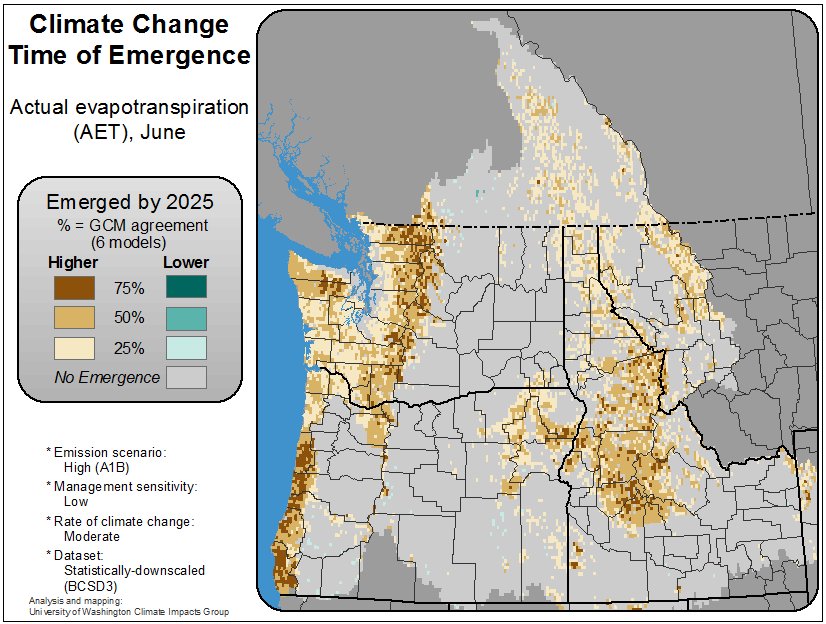 Climate Change
Time of Emergence
Actual evapotranspiration
(AET), June
Emerged by 2025
% = GCM agreement
(6 models)
Higher Lower
75%
50%
25%
No Emergence
* Emission scenario:
High (A1B)
* Management sensitivity:
Low
* Rate of climate change:
Moderate
* Dataset:
Statistically-downscaled
(BCSD3)
Analysis and mapping:
University of Washington Climate Impacts Group